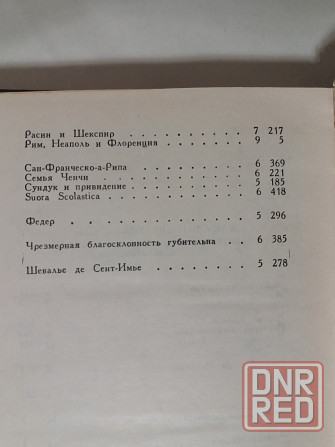 Расин и Шекспир . . . . . . . . . . 7 217
Рим, Неаполь и Флоренция . . . . . . . 9 5
Сан-Франческо-а-Рипа . . . . . . . . 6 369
Семья Ченчи . . . . . . . . . . . 6 221
Сундук и привидение . . . . . . . . 5 185
Suora Scolastica . . . . . . . . . . 6 418
Федер . . . . . . . . . . . . . 5 296
Чрезмерная благосклонность губительна . . 6 385
Шевалье де Сент-Имье . . . . . . . . 5 278
DNR
RED